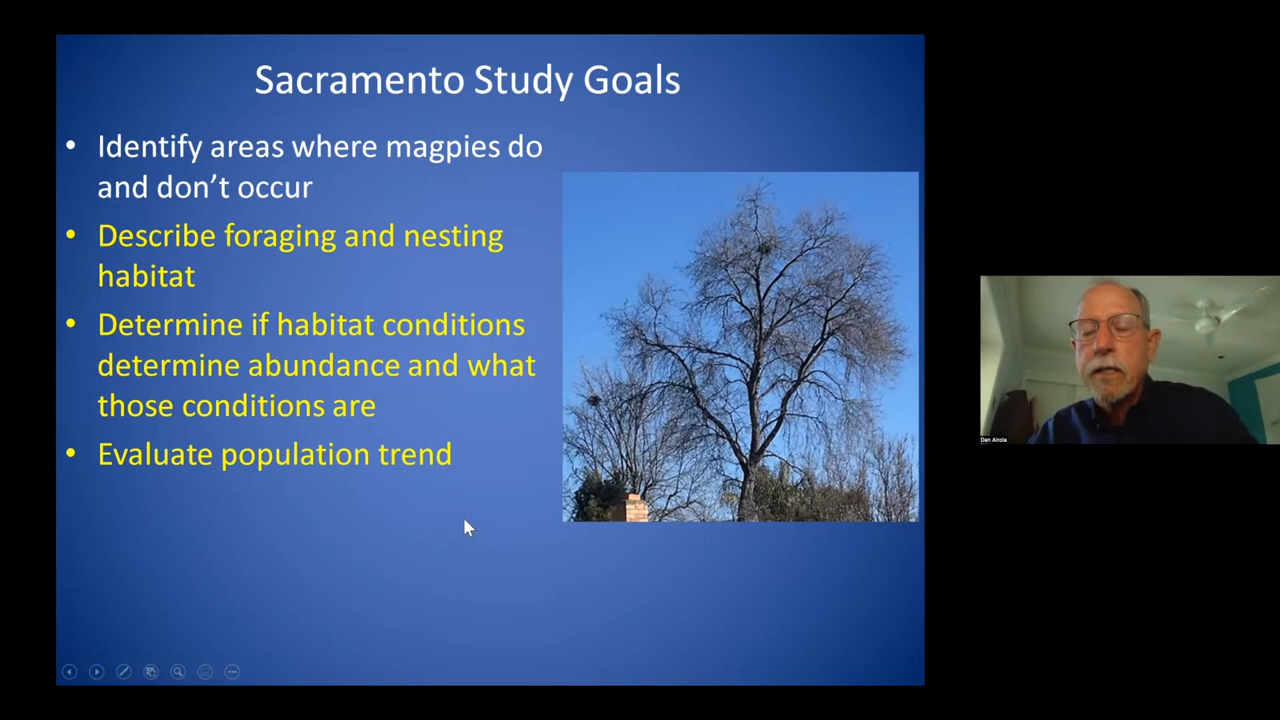 Sacramento Study Goals
• Identify areas where magpies do
and don’t occur
• Describe foraging and nesting
habitat
• Determine if habitat conditions
determine abundance and what
those conditions are
• Evaluate population trend
Dan Airola